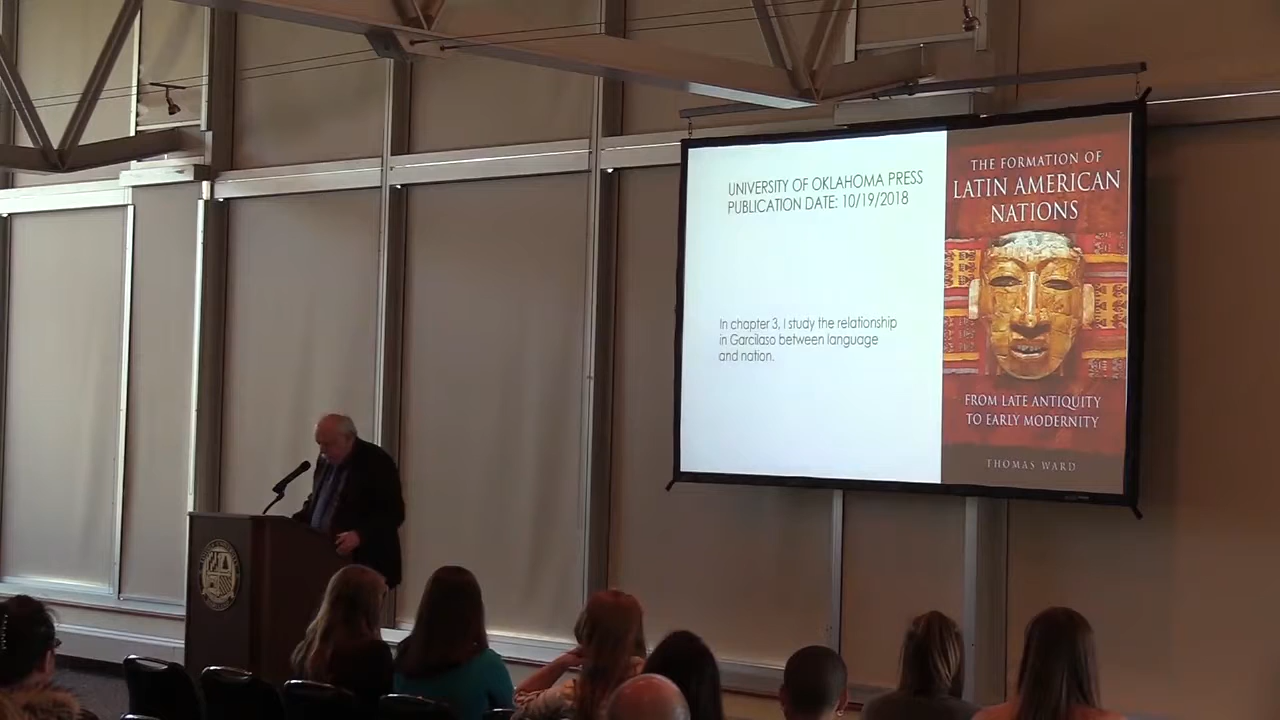 UNIVERSITY OF OKLAHOMA PRESS
PUBLICATION DATE: 10/19/2018
In chapter 3, I study the relationship
in Garcilaso between language
and nation.
THE FORMATION OF
LATIN AMERICAN
NATIONS
FROM LATE ANTIQUITY
TO EARLY MODERNITY
THOMAS WARD